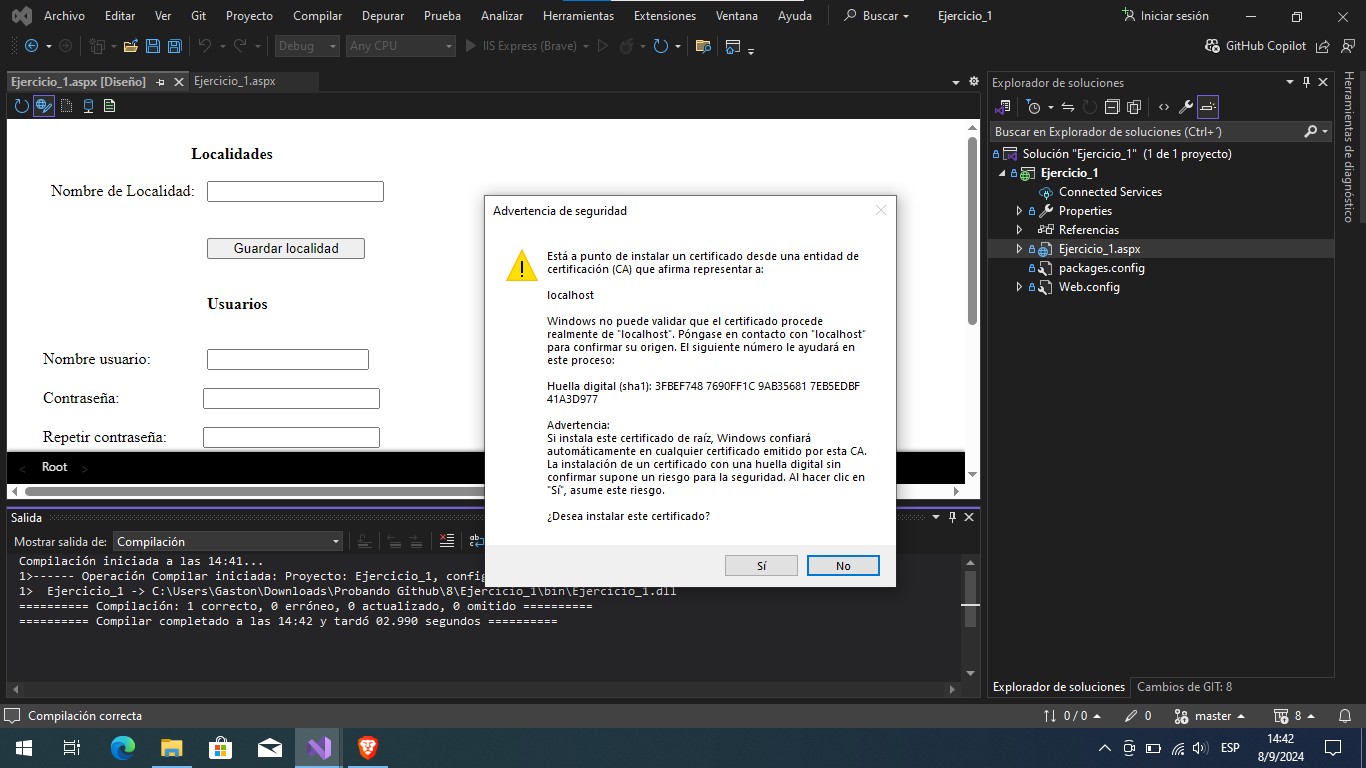 Archivo Editar Ver Git Proyecto Compilar Depurar Prueba Analizar Herramientas Extensiones Ventana Ayuda Buscar Ejercicio_1 Iniciar sesión
Debug Any CPU IIS Express (Brave) GitHub Copilot
Ejercicio_1.aspx [Diseño] Ejercicio_1.aspx
Localidades
Nombre de Localidad:
Guardar localidad
Usuarios
Nombre usuario:
Contraseña:
Repetir contraseña:
< Root >
Advertencia de seguridad
Está a punto de instalar un certificado desde una entidad de
certificación (CA) que afirma representar a:
localhost
Windows no puede validar que el certificado procede
realmente de "localhost". Póngase en contacto con "localhost"
para confirmar su origen. El siguiente número le ayudará en
este proceso:
Huella digital (sha1): 3FBEF748 7690FF1C 9AB35681 7EB5EDBF
41A3D977
Advertencia:
Si instala este certificado de raíz, Windows confiará
automáticamente en cualquier certificado emitido por esta CA.
La instalación de un certificado con una huella digital sin
confirmar supone un riesgo para la seguridad. Al hacer clic en
"Sí", asume este riesgo.
¿Desea instalar este certificado?
Sí No
Salida
Mostrar salida de: Compilación
Compilación iniciada a las 14:41...
1>------ Operación Compilar iniciada: Proyecto: Ejercicio_1, config
1>  Ejercicio_1 -> C:\Users\Gaston\Downloads\Probando Github\8\Ejercicio_1\bin\Ejercicio_1.dll
========== Compilación: 1 correcto, 0 erróneo, 0 actualizado, 0 omitido ==========
========== Compilar completado a las 14:42 y tardó 02.990 segundos ==========
Explorador de soluciones
Buscar en Explorador de soluciones (Ctrl+´)
Solución "Ejercicio_1" (1 de 1 proyecto)
Ejercicio_1
Connected Services
Properties
Referencias
Ejercicio_1.aspx
packages.config
Web.config
Explorador de soluciones Cambios de GIT: 8
Herramientas de diagnóstico
Compilación correcta 0 / 0 0 master 8
ESP
14:42
8/9/2024